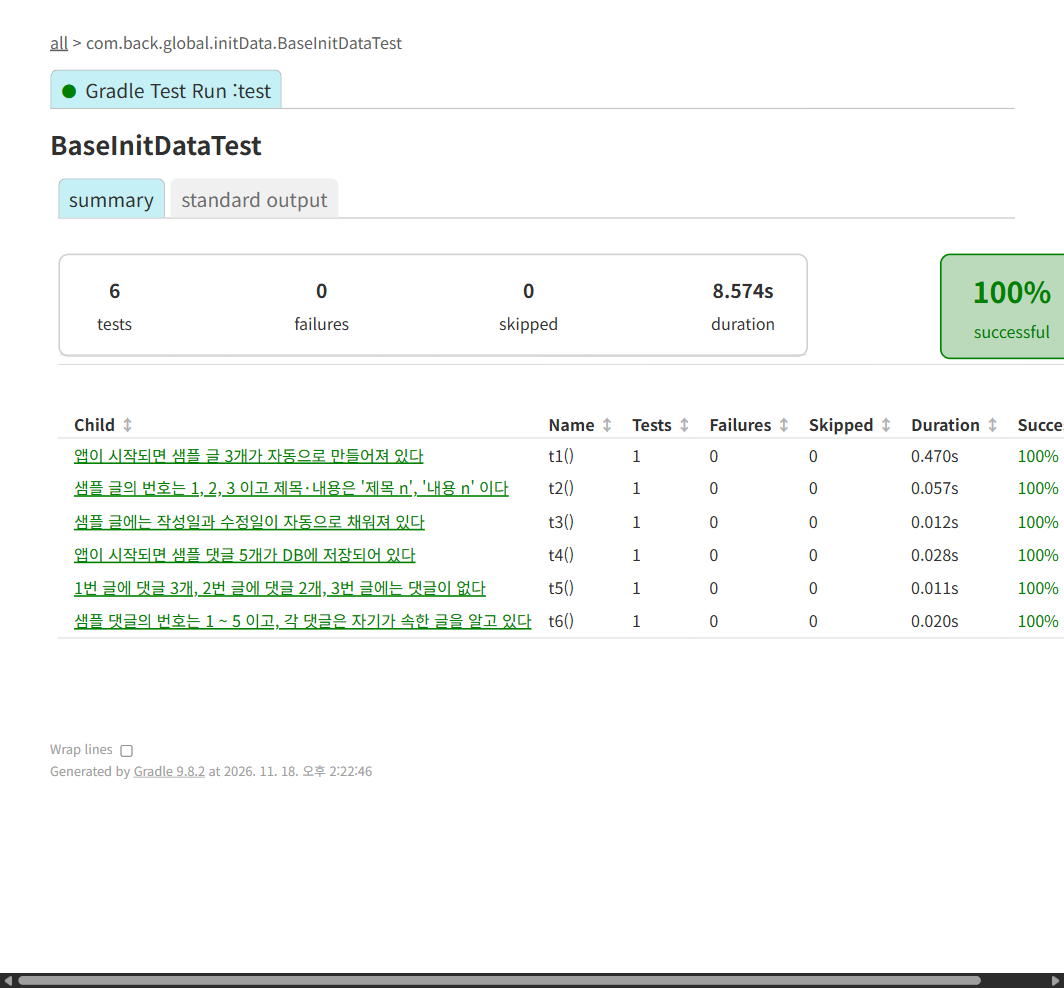 all > com.back.global.initData.BaseInitDataTest
Gradle Test Run :test
BaseInitDataTest
summary standard output
6 0 0 8.574s 100%
tests failures skipped duration successful
Child Name Tests Failures Skipped Duration Succe
앱이 시작되면 샘플 글 3개가 자동으로 만들어져 있다 t1() 1 0 0 0.470s 100%
샘플 글의 번호는 1, 2, 3 이고 제목·내용은 '제목 n', '내용 n' 이다 t2() 1 0 0 0.057s 100%
샘플 글에는 작성일과 수정일이 자동으로 채워져 있다 t3() 1 0 0 0.012s 100%
앱이 시작되면 샘플 댓글 5개가 DB에 저장되어 있다 t4() 1 0 0 0.028s 100%
1번 글에 댓글 3개, 2번 글에 댓글 2개, 3번 글에는 댓글이 없다 t5() 1 0 0 0.011s 100%
샘플 댓글의 번호는 1 ~ 5 이고, 각 댓글은 자기가 속한 글을 알고 있다 t6() 1 0 0 0.020s 100%
Wrap lines
Generated by Gradle 9.8.2 at 2026. 11. 18. 오후 2:22:46